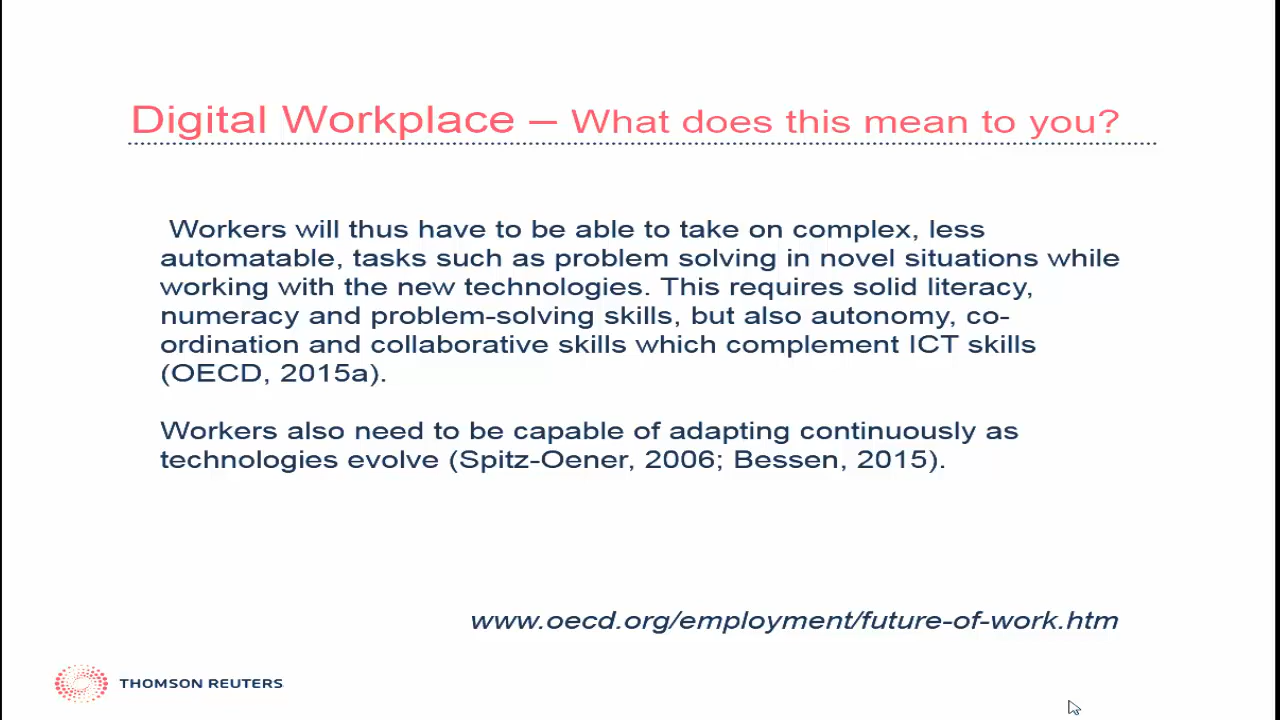 Digital Workplace – What does this mean to you?
Workers will thus have to be able to take on complex, less
automatable, tasks such as problem solving in novel situations while
working with the new technologies. This requires solid literacy,
numeracy and problem-solving skills, but also autonomy, co-
ordination and collaborative skills which complement ICT skills
(OECD, 2015a).
Workers also need to be capable of adapting continuously as
technologies evolve (Spitz-Oener, 2006; Bessen, 2015).
www.oecd.org/employment/future-of-work.htm
THOMSON REUTERS